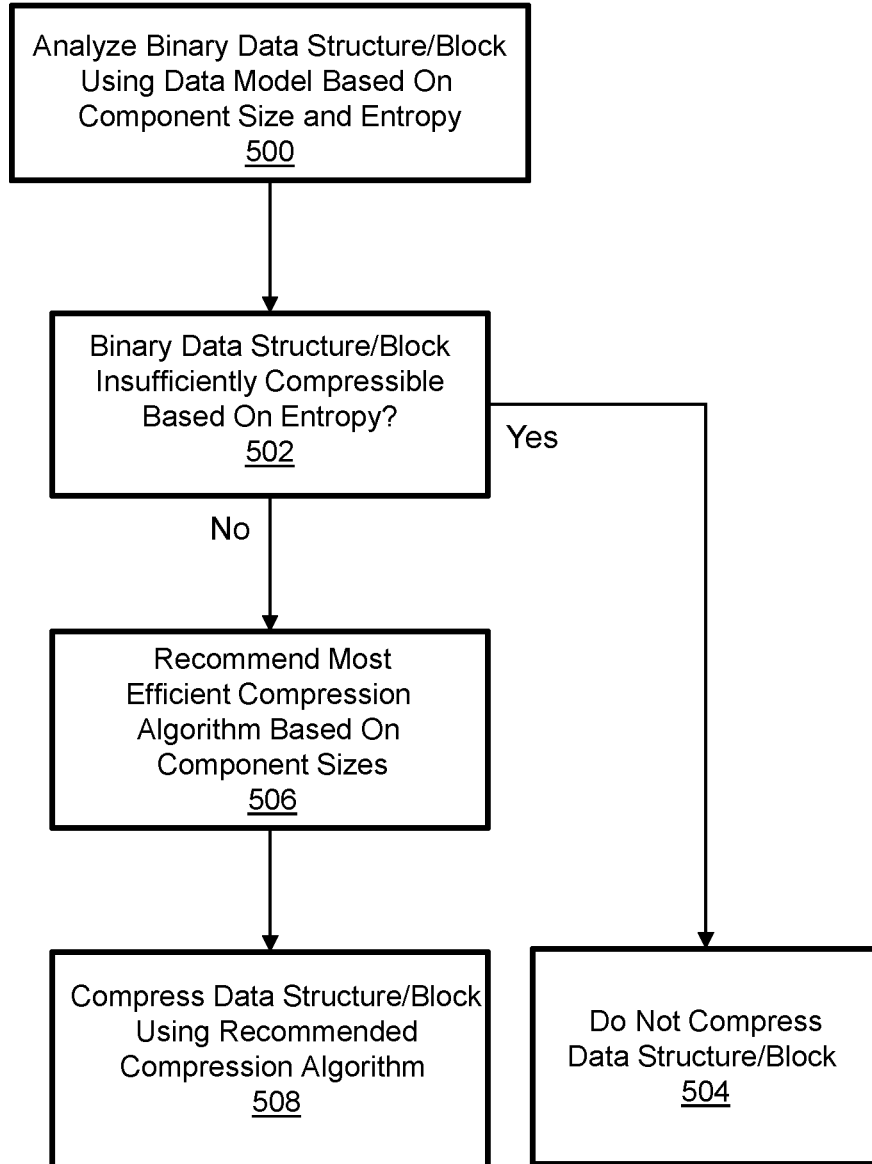 Analyze Binary Data Structure/Block
Using Data Model Based On
Component Size and Entropy
500
Binary Data Structure/Block
Insufficiently Compressible
Based On Entropy?
502
Yes
No
Recommend Most
Efficient Compression
Algorithm Based On
Component Sizes
506
Compress Data Structure/Block
Using Recommended
Compression Algorithm
508
Do Not Compress
Data Structure/Block
504